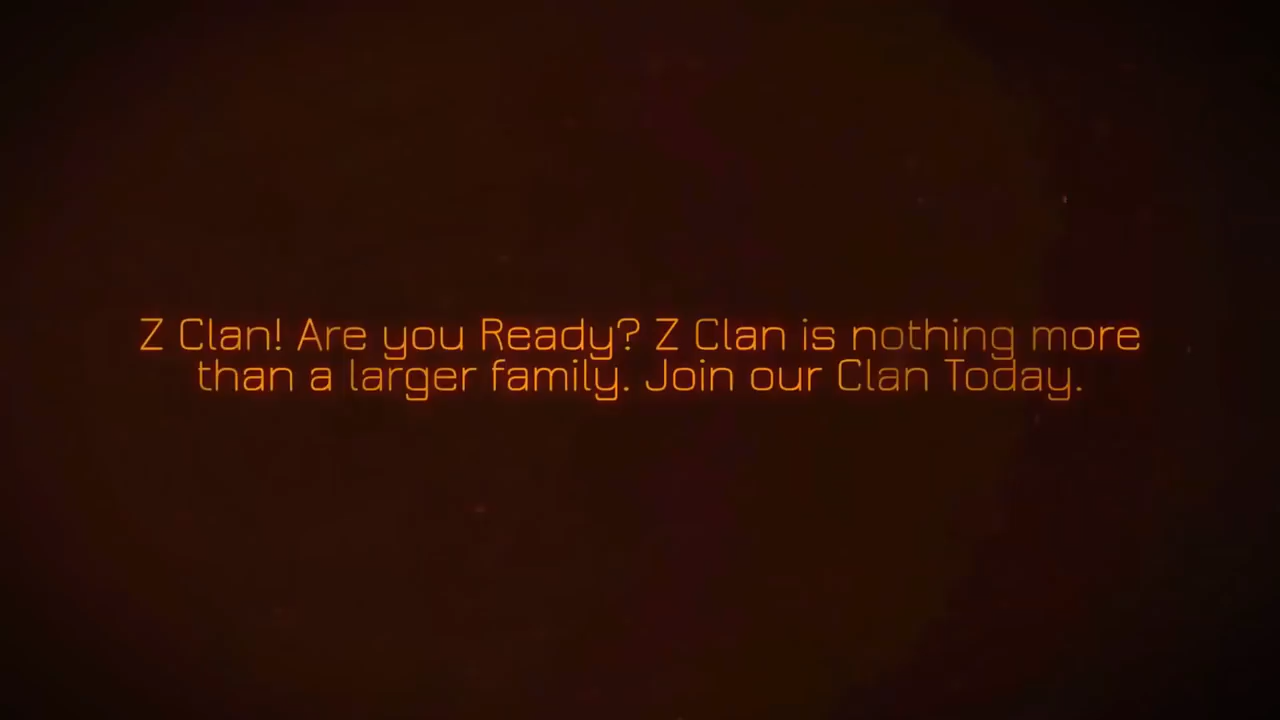 Z Clan! Are you Ready? Z Clan is nothing more
than a larger family. Join our Clan Today.